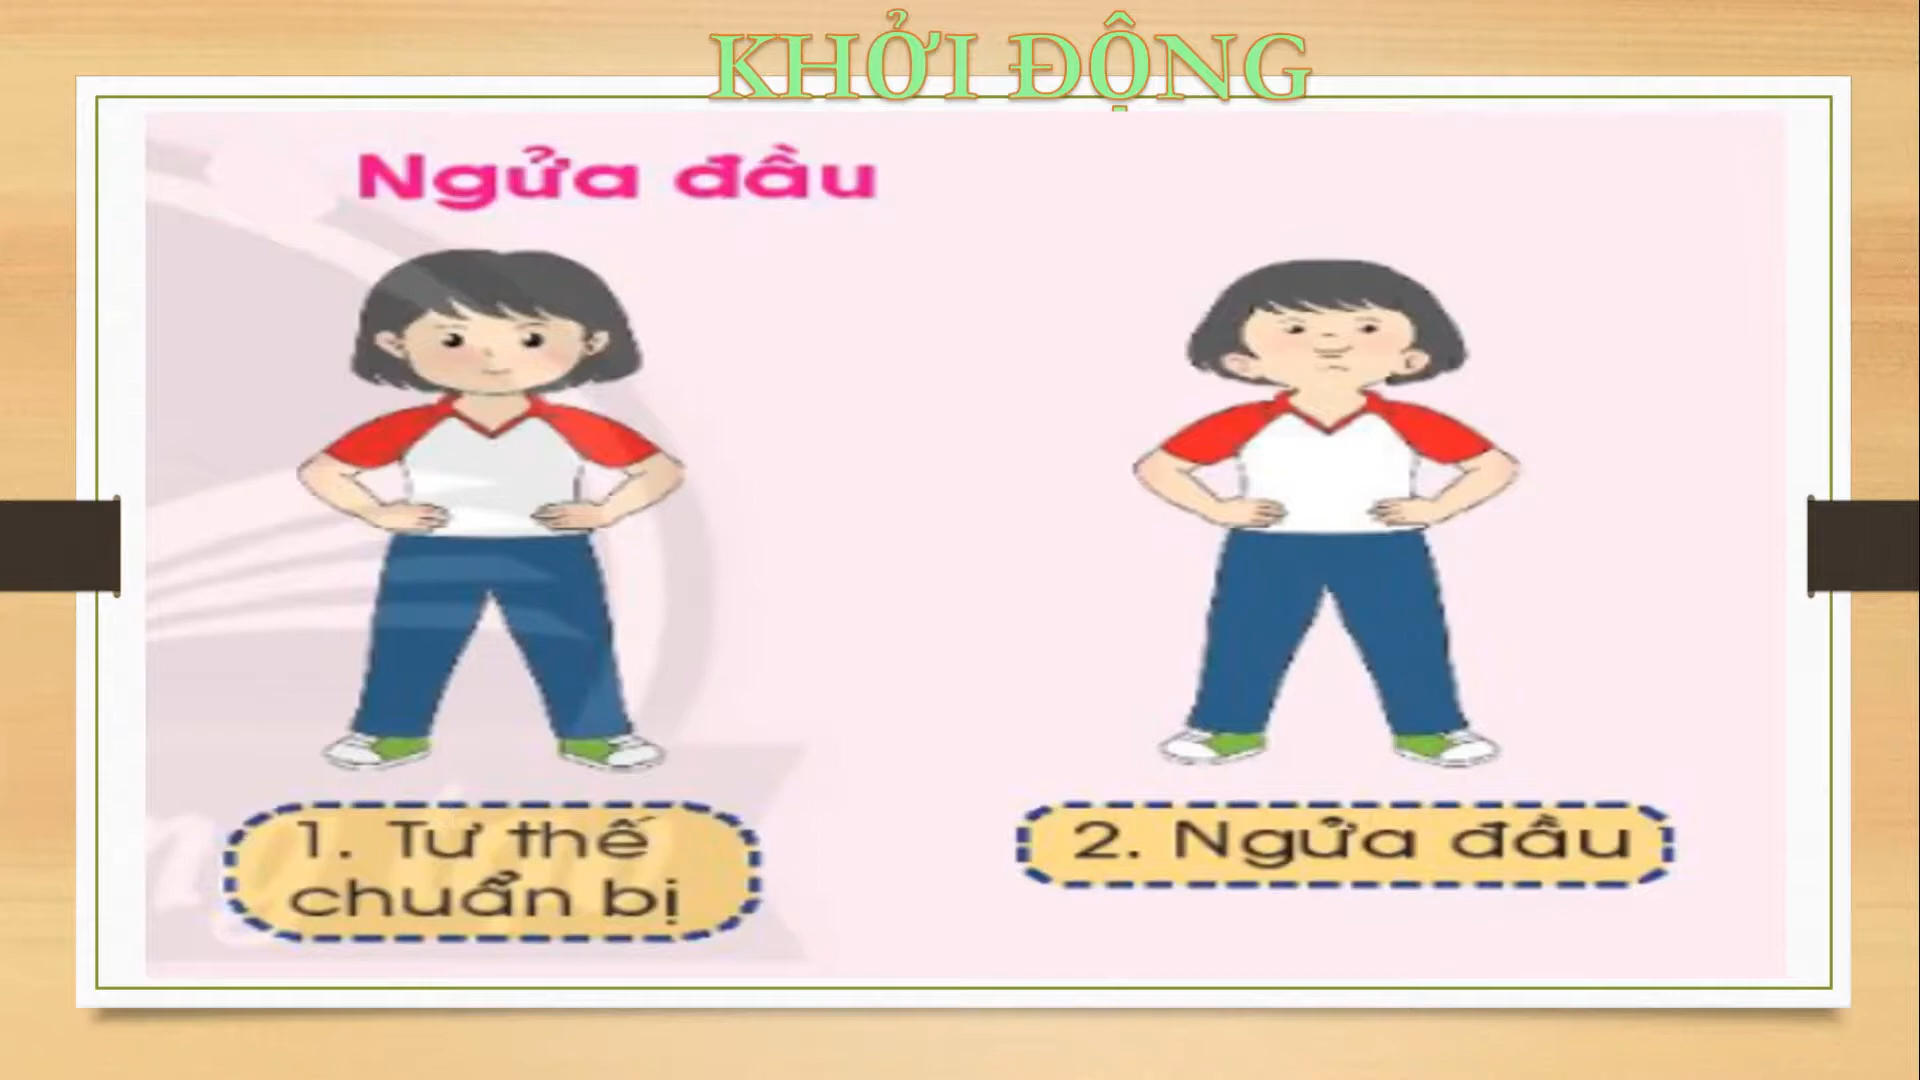 KHỞI ĐỘNG
Ngửa đầu
1. Tư thế
chuẩn bị
2. Ngửa đầu